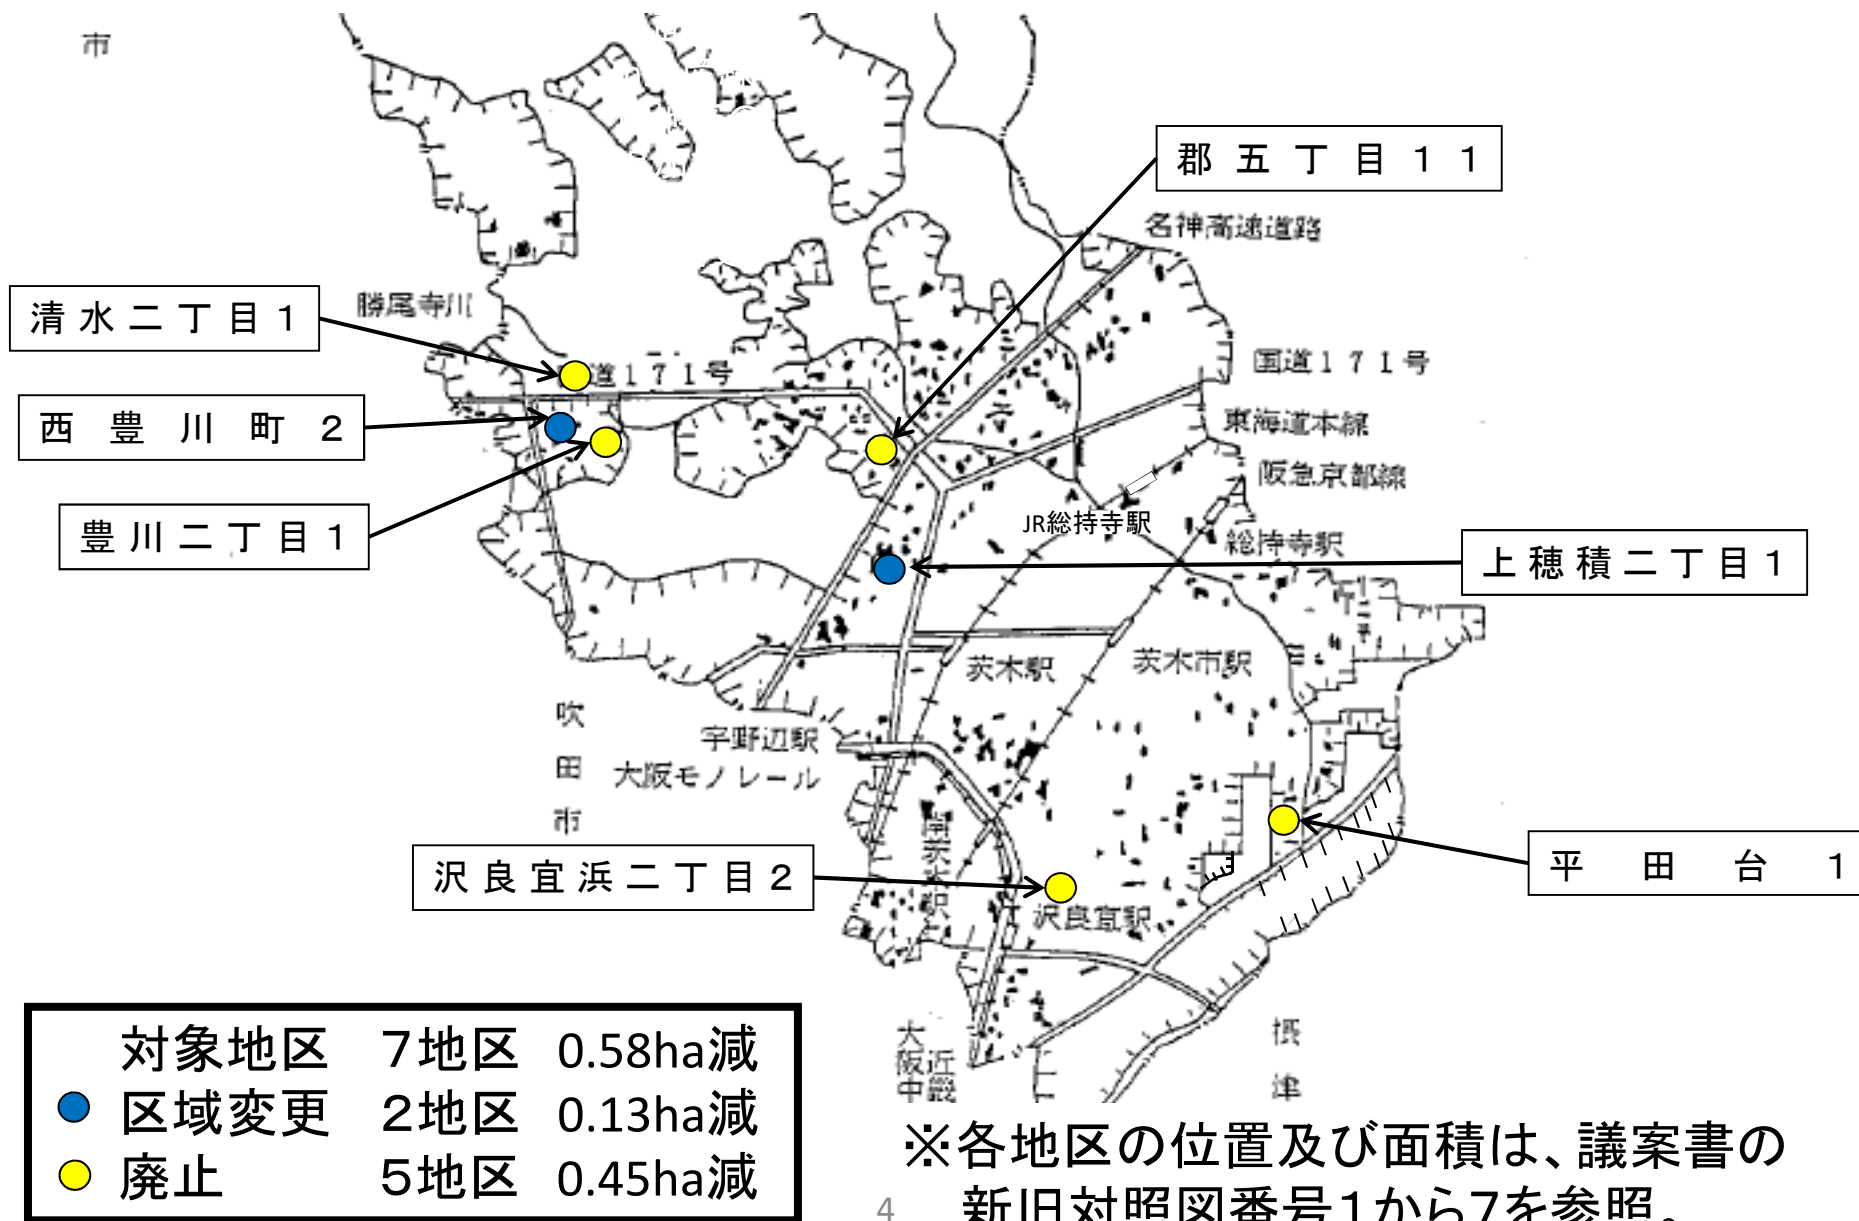 市
郡五丁目１１
名神高速道路
清水二丁目１
勝尾寺川
道１７１号
国道１７１号
西豊川町２
東海道本線
阪急京都線
豊川二丁目１
JR総持寺駅
総持寺駅
上穂積二丁目１
茨木駅
茨木市駅
吹田市
宇野辺駅
大阪モノレール
南茨木駅
平田台１
沢良宜浜二丁目２
沢良宜駅
対象地区　７地区　0.58ha減
区域変更　２地区　0.13ha減
廃止　５地区　0.45ha減
大阪中
近畿
摂津
※各地区の位置及び面積は、議案書の
新旧対照図番号１から７を参照。
4